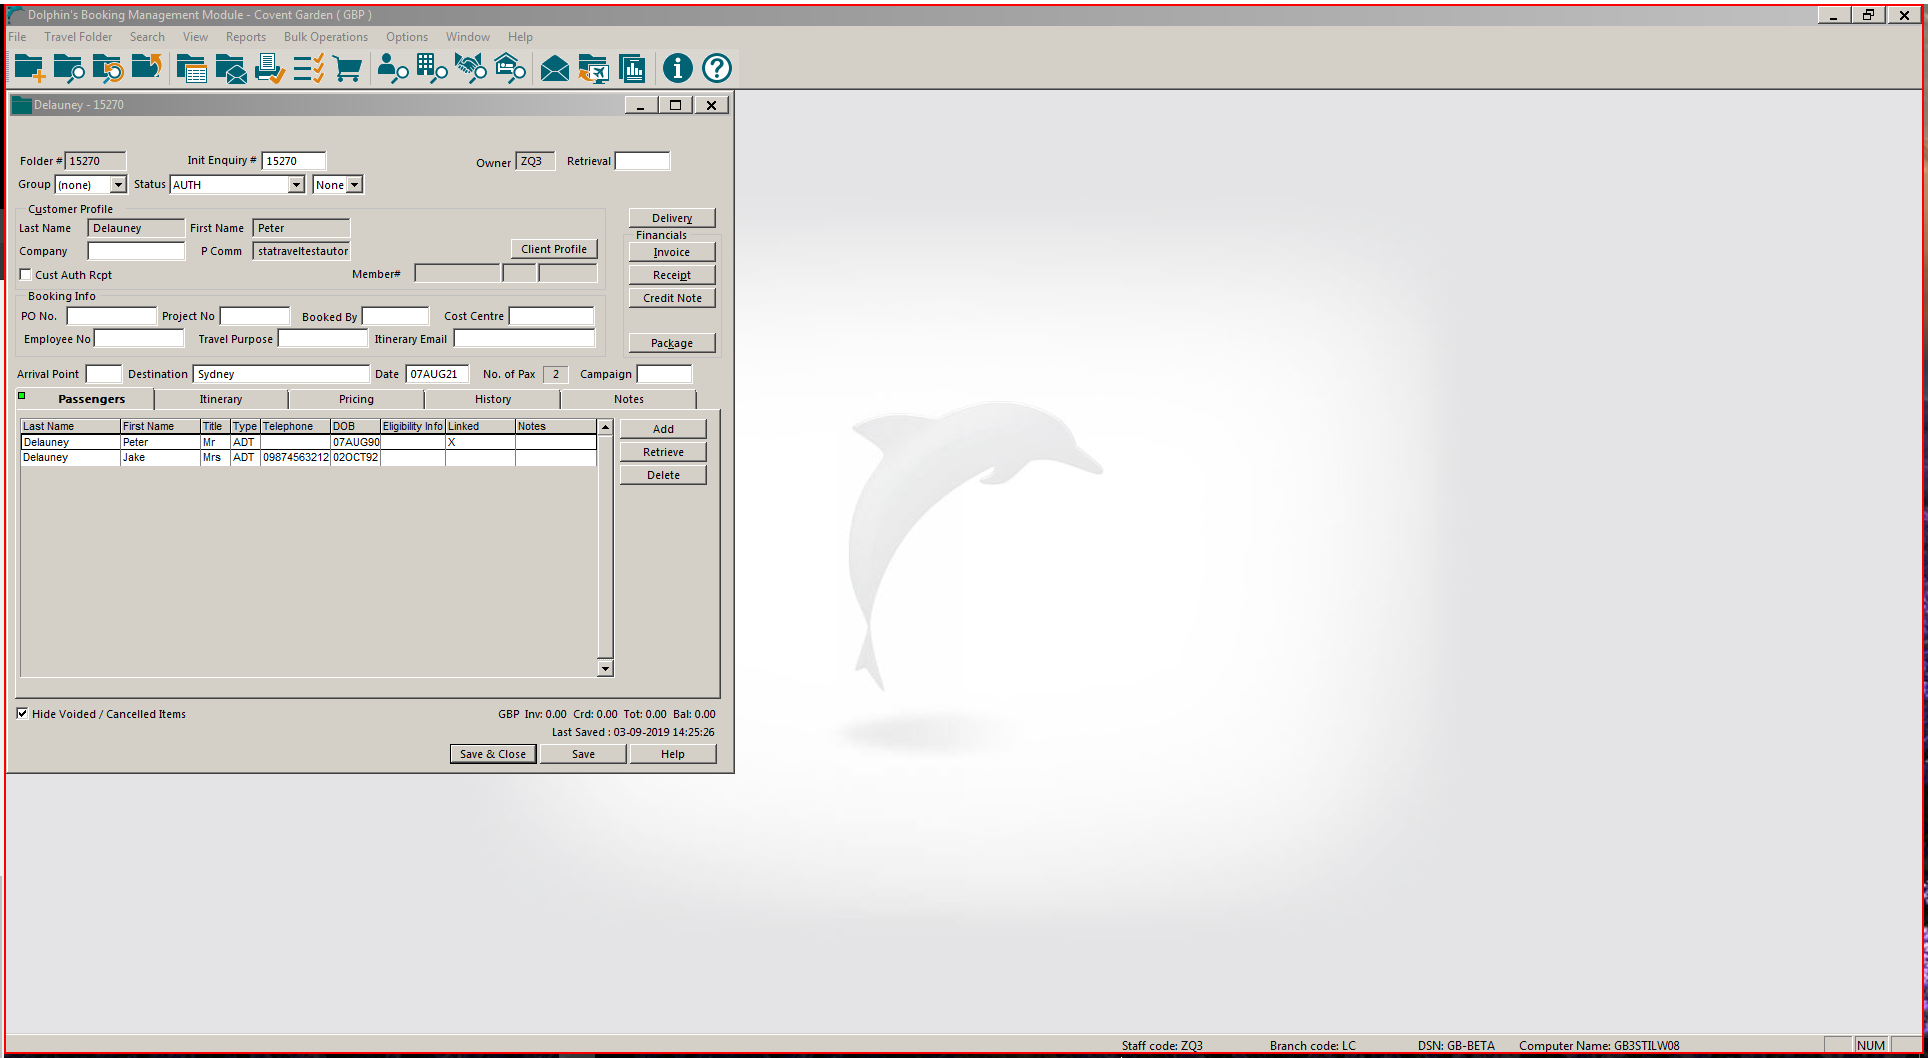 Dolphin's Booking Management Module - Covent Garden ( GBP )
File Travel Folder Search View Reports Bulk Operations Options Window Help
Delauney - 15270
Folder # 15270 Init Enquiry # 15270 Owner ZQ3 Retrieval
Group (none) Status AUTH None
Customer Profile
Last Name Delauney First Name Peter
Company P Comm statraveltestautor Client Profile
Cust Auth Rcpt Member#
Delivery
Financials
Invoice
Receipt
Credit Note
Package
Booking Info
PO No. Project No Booked By Cost Centre
Employee No Travel Purpose Itinerary Email
Arrival Point Destination Sydney Date 07AUG21 No. of Pax 2 Campaign
Passengers Itinerary Pricing History Notes
Last Name First Name Title Type Telephone DOB Eligibility Info Linked Notes
Delauney Peter Mr ADT 07AUG90 X
Delauney Jake Mrs ADT 09874563212 02OCT92
Add
Retrieve
Delete
Hide Voided / Cancelled Items GBP Inv: 0.00 Crd: 0.00 Tot: 0.00 Bal: 0.00
Last Saved : 03-09-2019 14:25:26
Save & Close Save Help
Staff code: ZQ3 Branch code: LC DSN: GB-BETA Computer Name: GB3STILW08 NUM